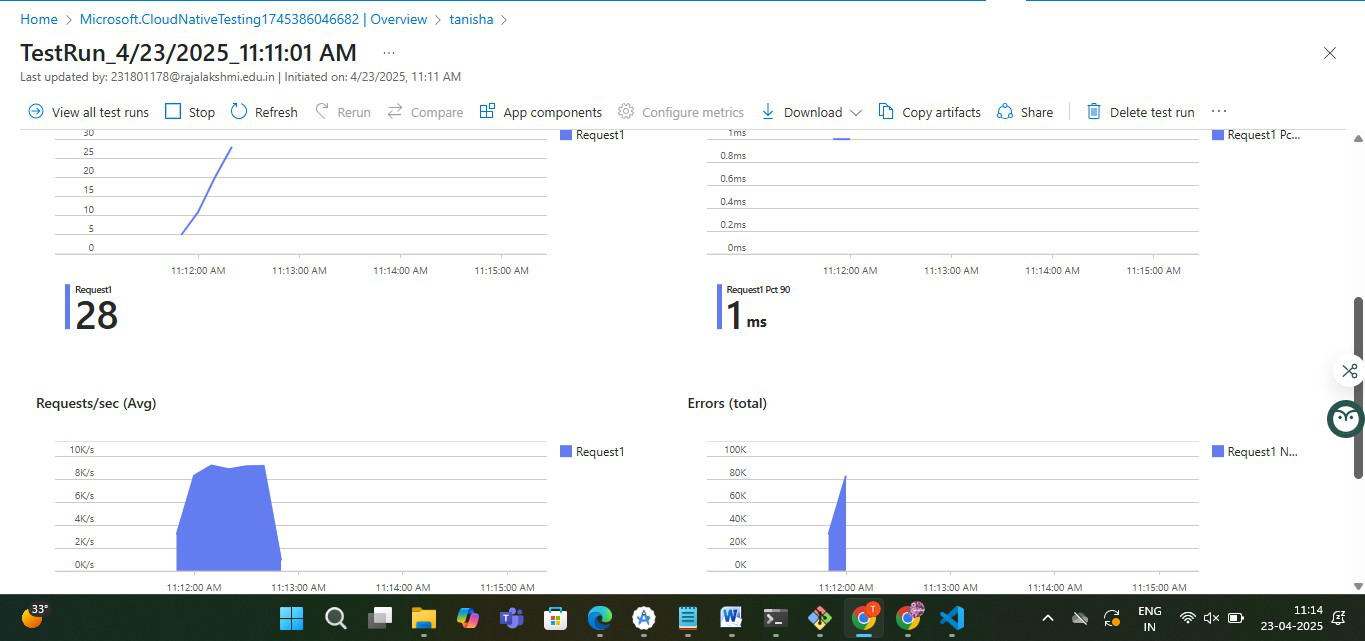 Home > Microsoft.CloudNativeTesting1745386046682 | Overview > tanisha >
TestRun_4/23/2025_11:11:01 AM ...
Last updated by: 231801178@rajalakshmi.edu.in | Initiated on: 4/23/2025, 11:11 AM
View all test runs Stop Refresh Rerun Compare App components Configure metrics Download Copy artifacts Share Delete test run ...
30
25
20
15
10
5
0
11:12:00 AM 11:13:00 AM 11:14:00 AM 11:15:00 AM
Request1
Request1
28
1ms
0.8ms
0.6ms
0.4ms
0.2ms
0ms
11:12:00 AM 11:13:00 AM 11:14:00 AM 11:15:00 AM
Request1 Pc...
Request1 Pct 90
1 ms
Requests/sec (Avg)
10K/s
8K/s
6K/s
4K/s
2K/s
0K/s
11:12:00 AM 11:13:00 AM 11:14:00 AM 11:15:00 AM
Request1
Errors (total)
100K
80K
60K
40K
20K
0K
11:12:00 AM 11:13:00 AM 11:14:00 AM 11:15:00 AM
Request1 N...
33°
T
ENG
IN
11:14
23-04-2025